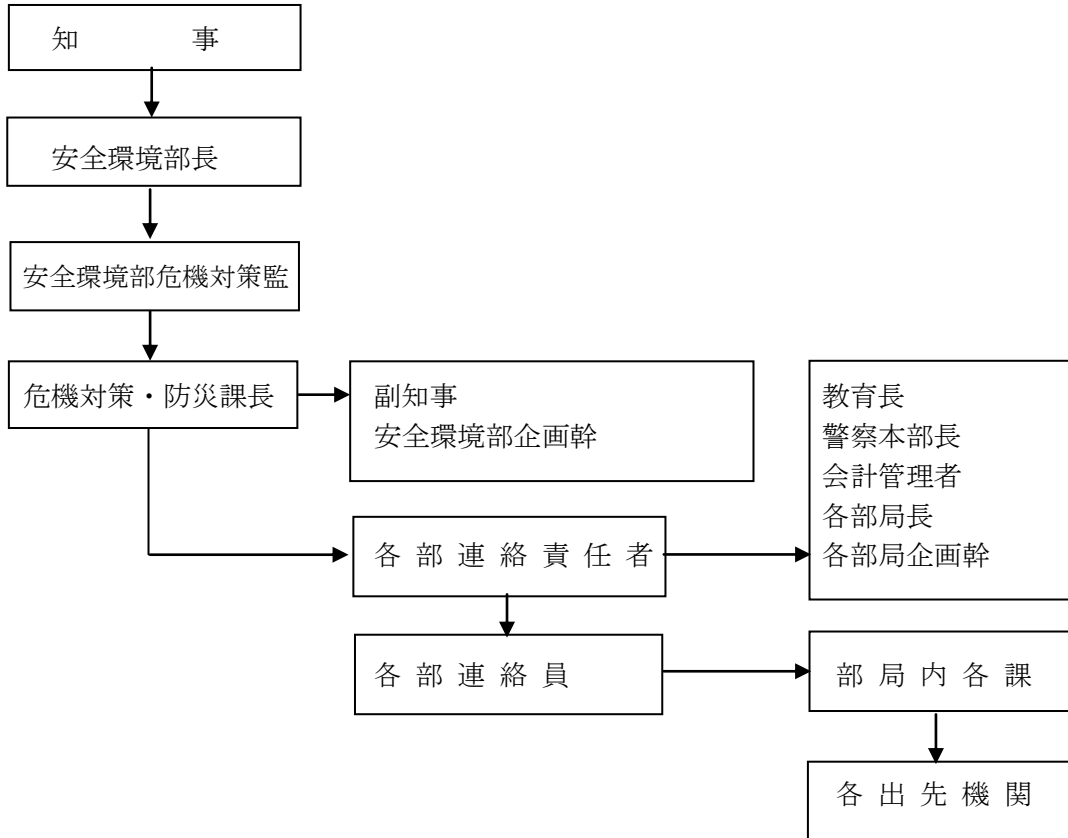 知事
安全環境部長
安全環境部危機対策監
危機対策・防災課長
副知事
安全環境部企画幹
教育長
警察本部長
会計管理者
各部局長
各部局企画幹
各部連絡責任者
各部連絡員
部局内各課
各出先機関